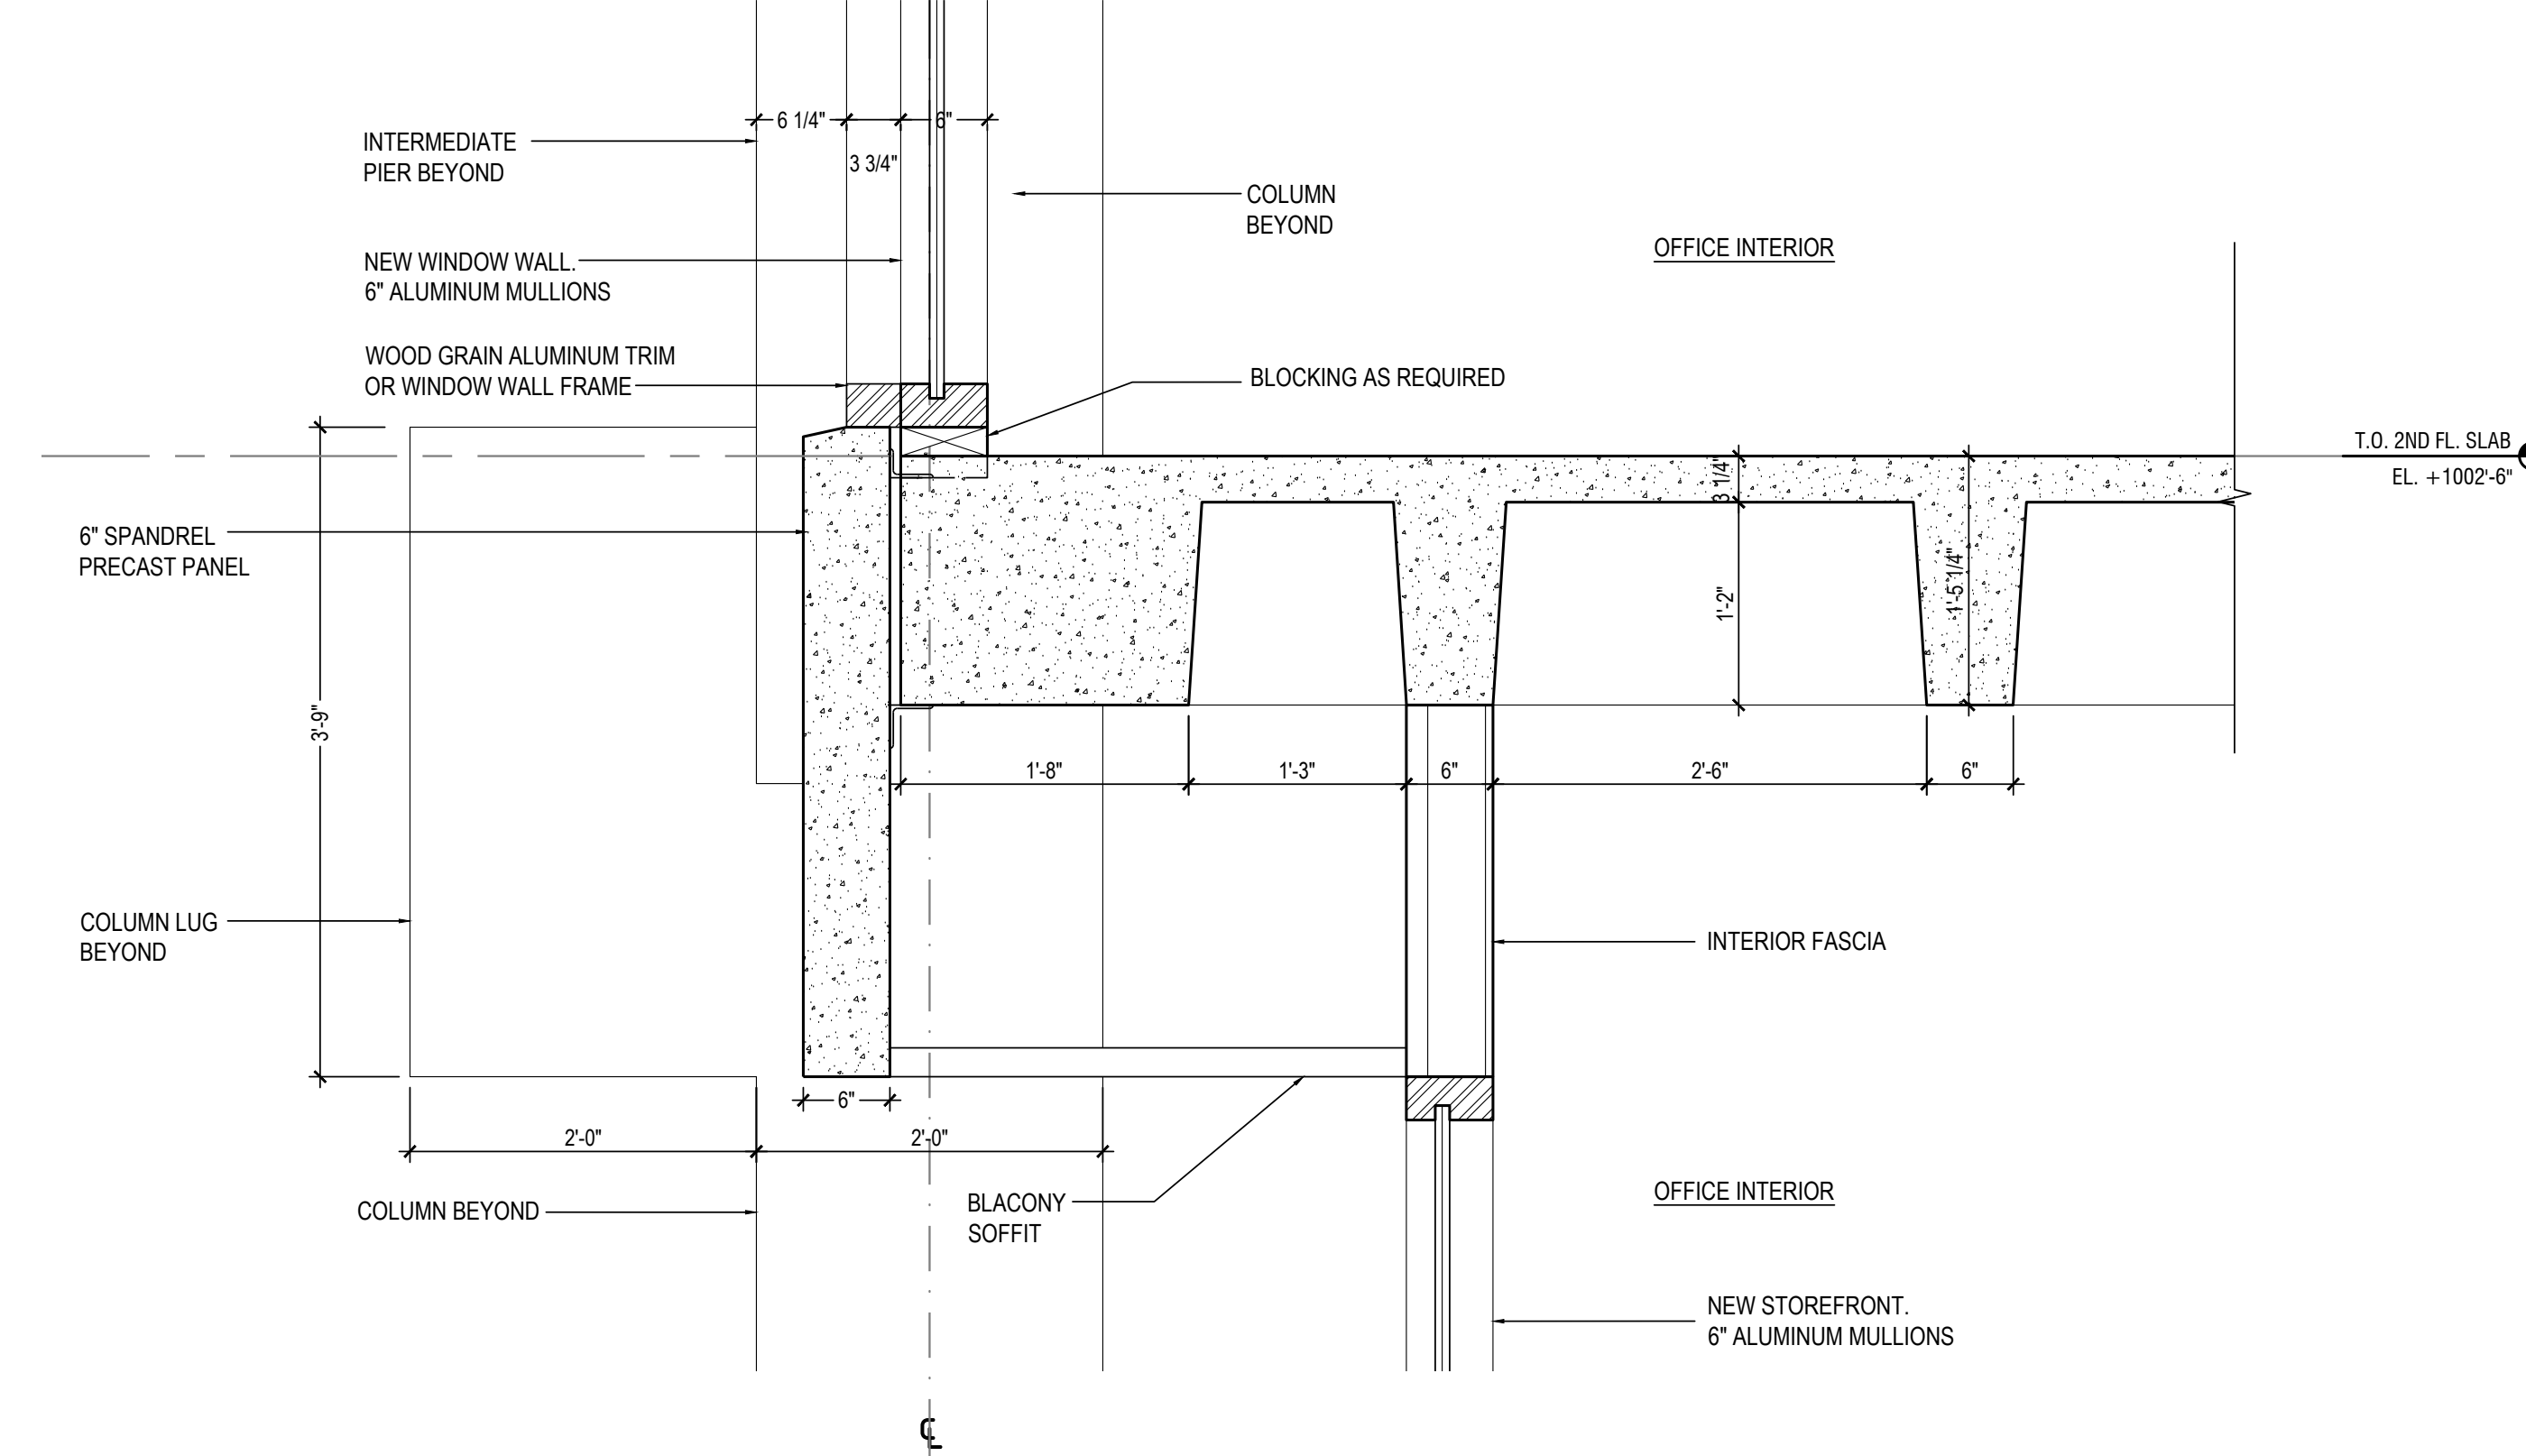 6 1/4"
6"
3 3/4"
INTERMEDIATE
PIER BEYOND
COLUMN
BEYOND
OFFICE INTERIOR
NEW WINDOW WALL.
6" ALUMINUM MULLIONS
WOOD GRAIN ALUMINUM TRIM
OR WINDOW WALL FRAME
BLOCKING AS REQUIRED
T.O. 2ND FL. SLAB
EL. +1002'-6"
3 1/4"
6" SPANDREL
PRECAST PANEL
1'-2"
1'-5 1/4"
3'-9"
1'-8"
1'-3"
6"
2'-6"
6"
COLUMN LUG
BEYOND
INTERIOR FASCIA
6"
2'-0"
2'-0"
COLUMN BEYOND
BLACONY
SOFFIT
OFFICE INTERIOR
NEW STOREFRONT.
6" ALUMINUM MULLIONS
℄